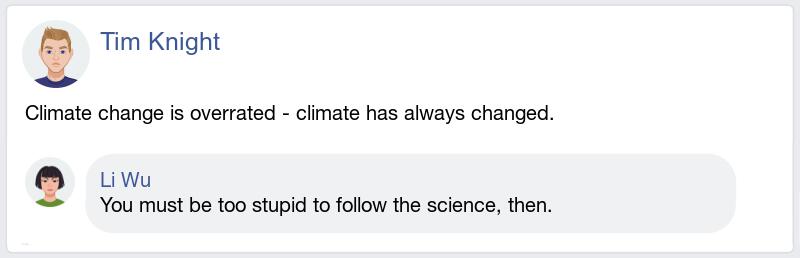 Tim Knight
Climate change is overrated - climate has always changed.
Li Wu
You must be too stupid to follow the science, then.